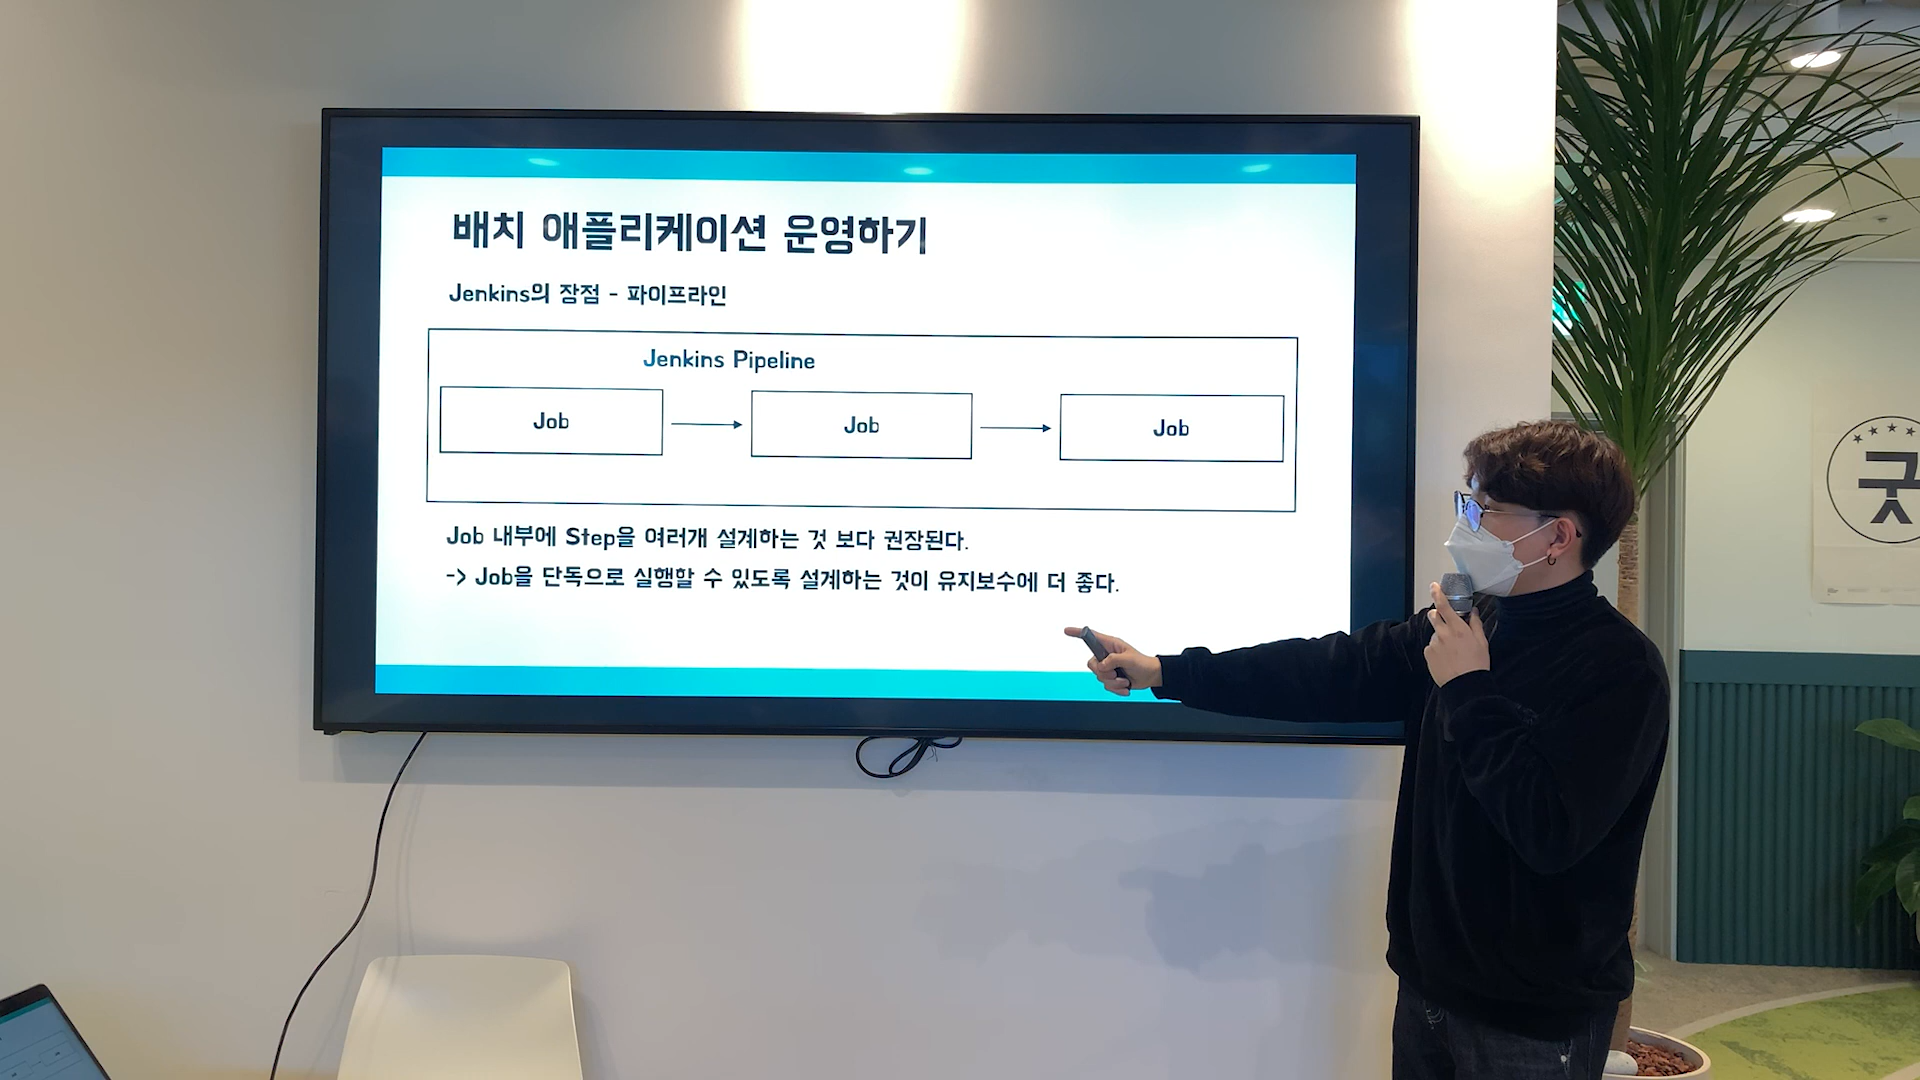 배치 애플리케이션 운영하기
Jenkins의 장점 - 파이프라인
Jenkins Pipeline
Job
Job
Job
Job 내부에 Step을 여러개 설계하는 것 보다 권장된다.
-> Job을 단독으로 실행할 수 있도록 설계하는 것이 유지보수에 더 좋다.
굿